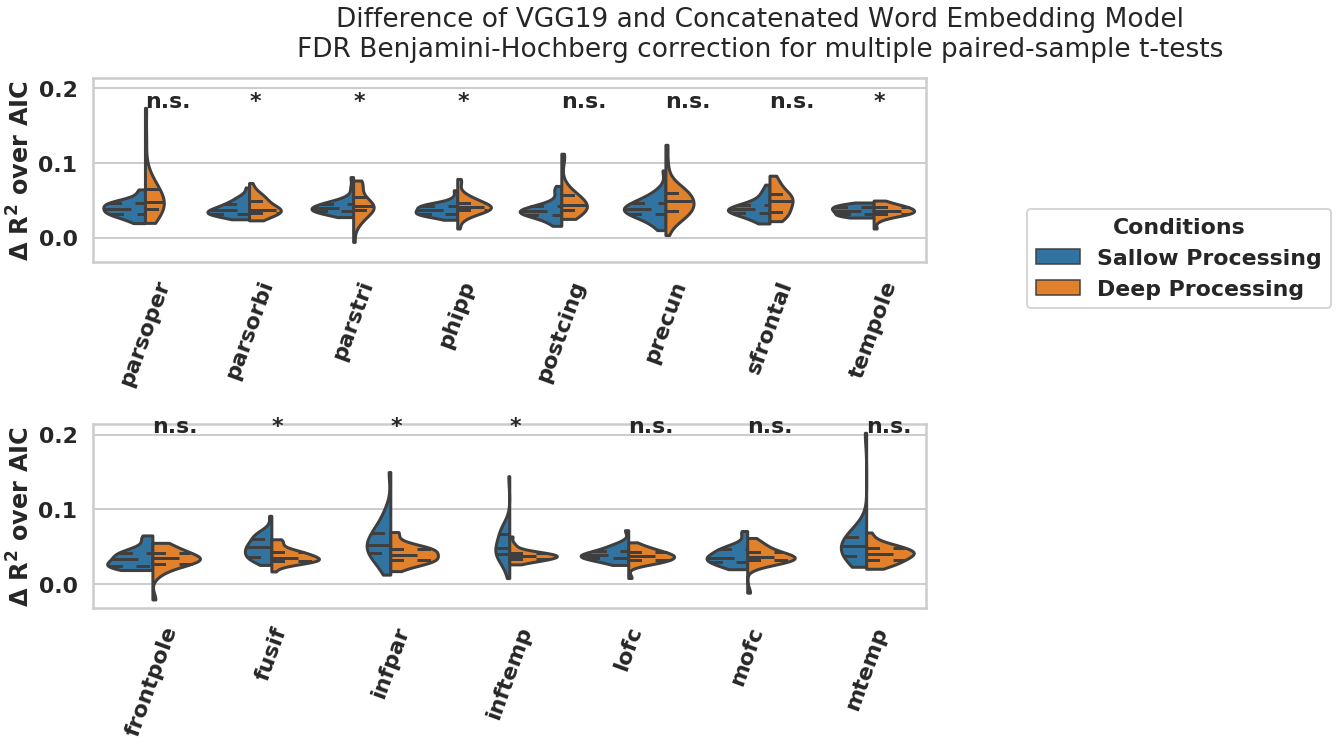 Difference of VGG19 and Concatenated Word Embedding Model
FDR Benjamini-Hochberg correction for multiple paired-sample t-tests
Δ R² over AIC
0.2
0.1
0.0
n.s. * * * n.s. n.s. n.s. *
parsoper parsorbi parstri phipp postcing precun sfrontal tempole
Conditions
Sallow Processing
Deep Processing
Δ R² over AIC
0.2
0.1
0.0
n.s. * * * n.s. n.s. n.s.
frontpole fusif infpar inftemp lofc mofc mtemp